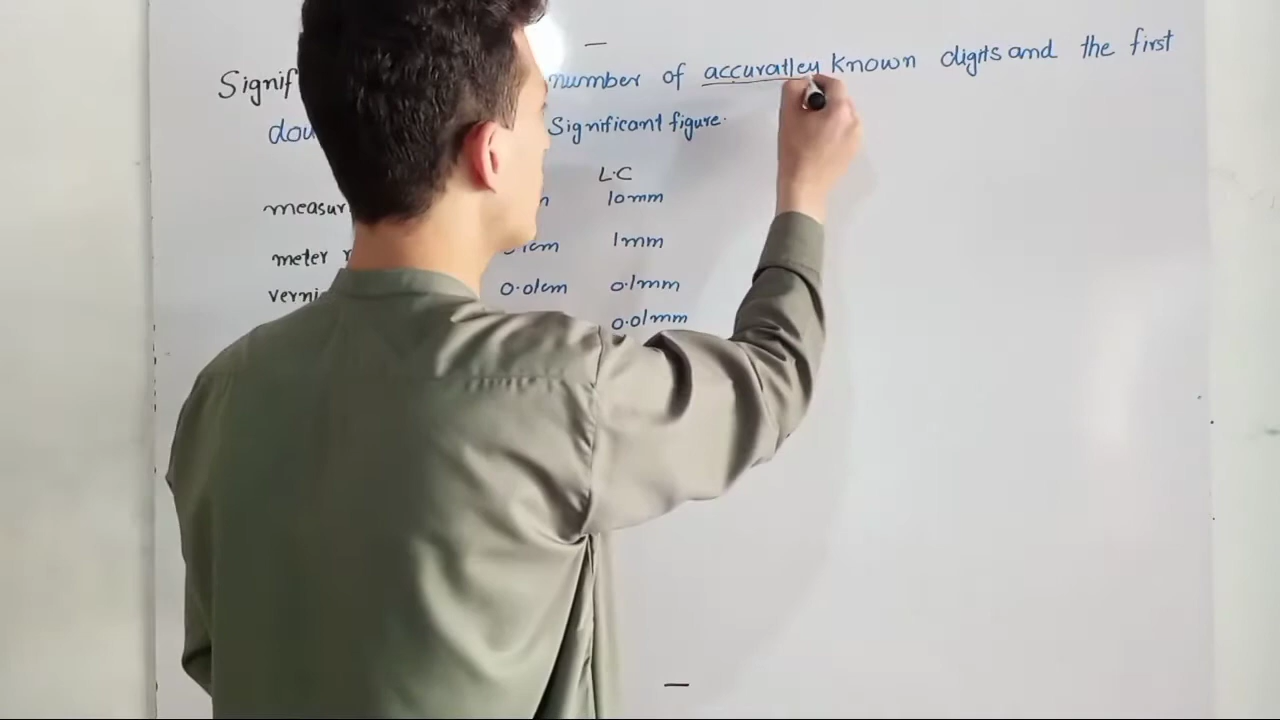 Signif number of accuratley known digits and the first
dou Significant figure.
L.C
measur 10mm
meter 1mm
verni 0.01cm 0.1mm
0.01mm